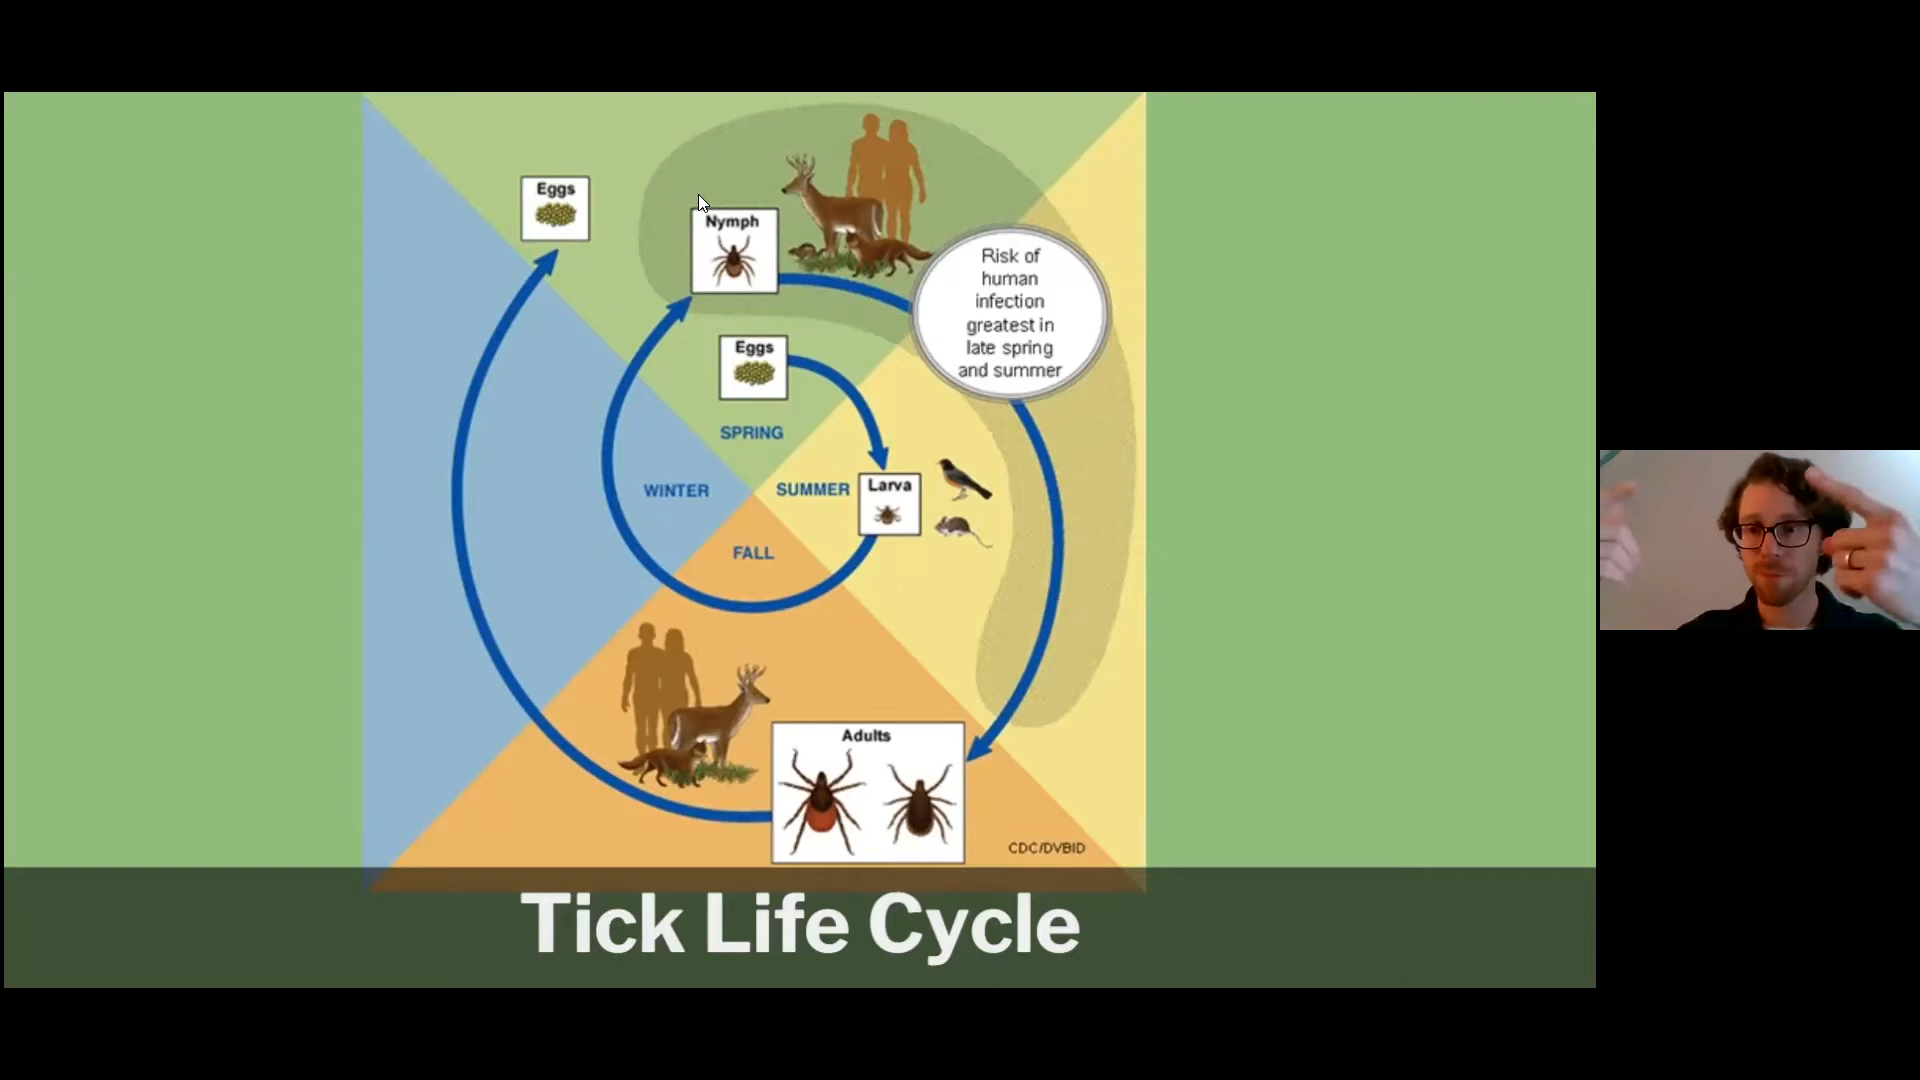 Eggs
Nymph
Risk of
human
infection
greatest in
late spring
and summer
Eggs
SPRING
WINTER
SUMMER
Larva
FALL
Adults
CDC/DVBID
Tick Life Cycle